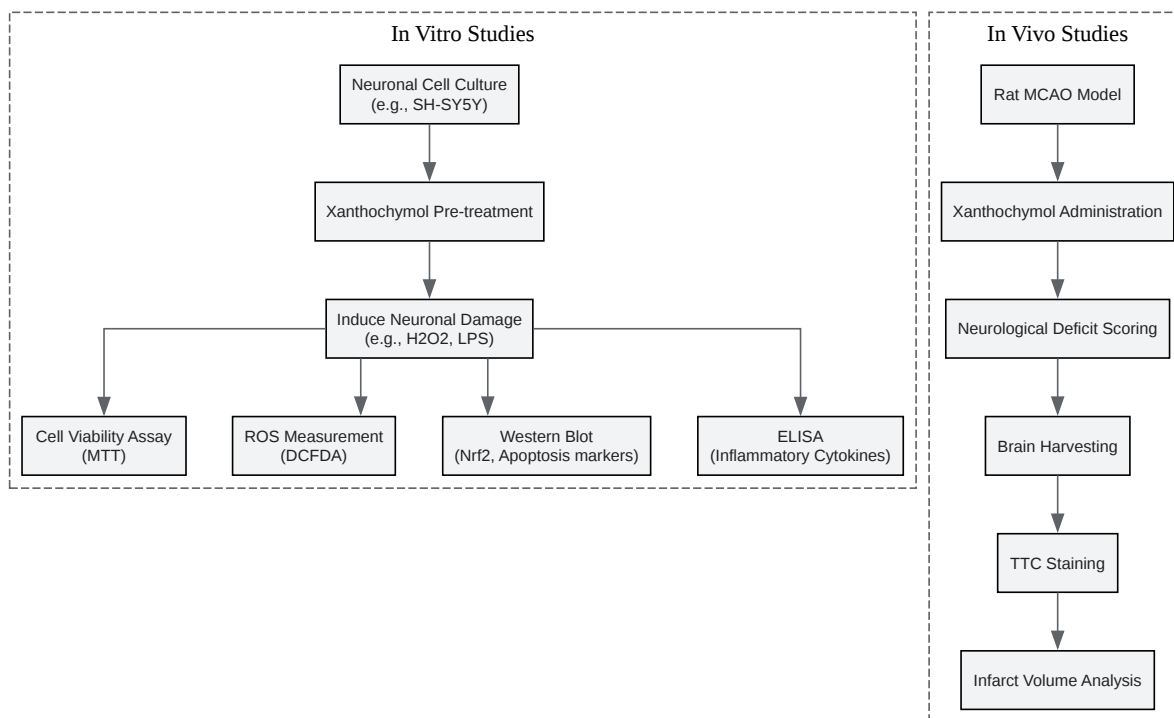 In Vitro Studies
Neuronal Cell Culture
(e.g., SH-SY5Y)
Xanthochymol Pre-treatment
Induce Neuronal Damage
(e.g., H2O2, LPS)
Cell Viability Assay
(MTT)
ROS Measurement
(DCFDA)
Western Blot
(Nrf2, Apoptosis markers)
ELISA
(Inflammatory Cytokines)
In Vivo Studies
Rat MCAO Model
Xanthochymol Administration
Neurological Deficit Scoring
Brain Harvesting
TTC Staining
Infarct Volume Analysis